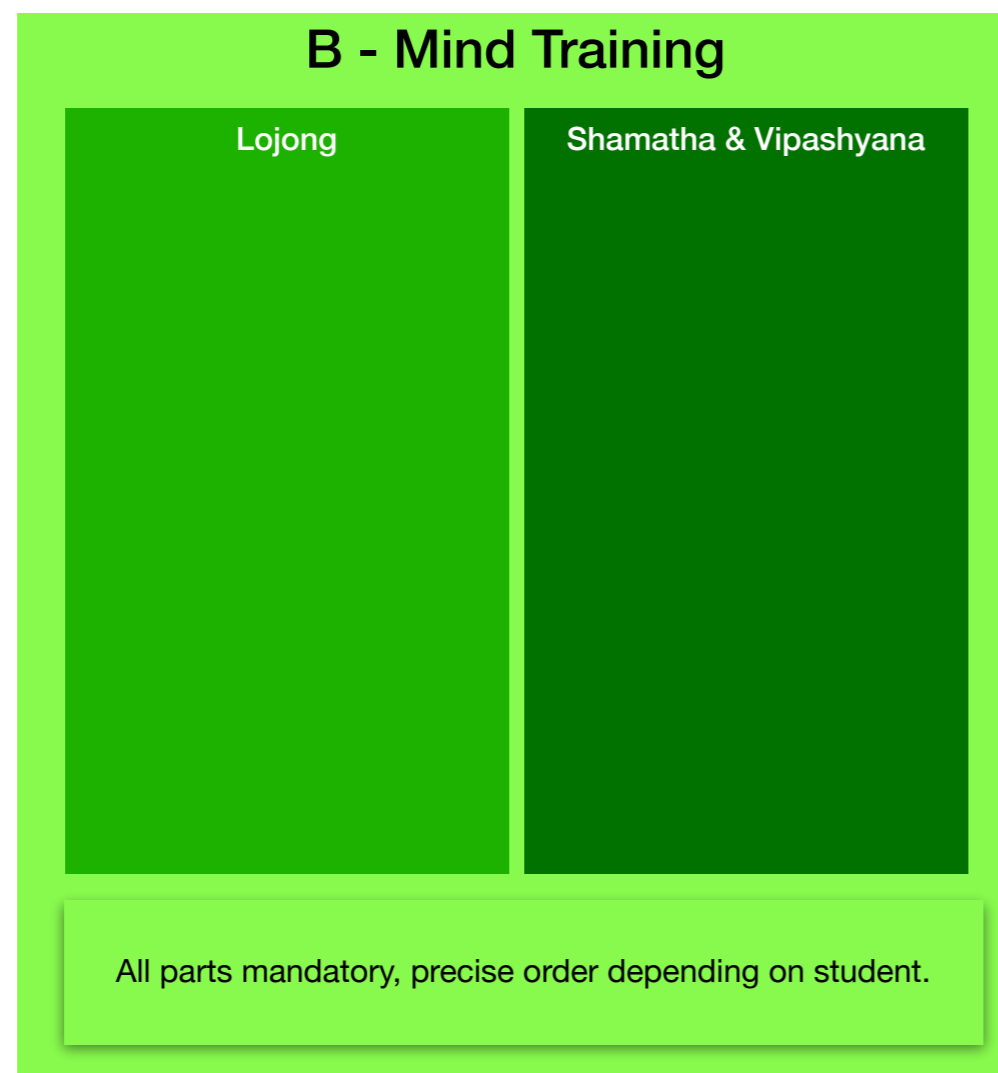 B - Mind Training
Lojong
Shamatha & Vipashyana
All parts mandatory, precise order depending on student.